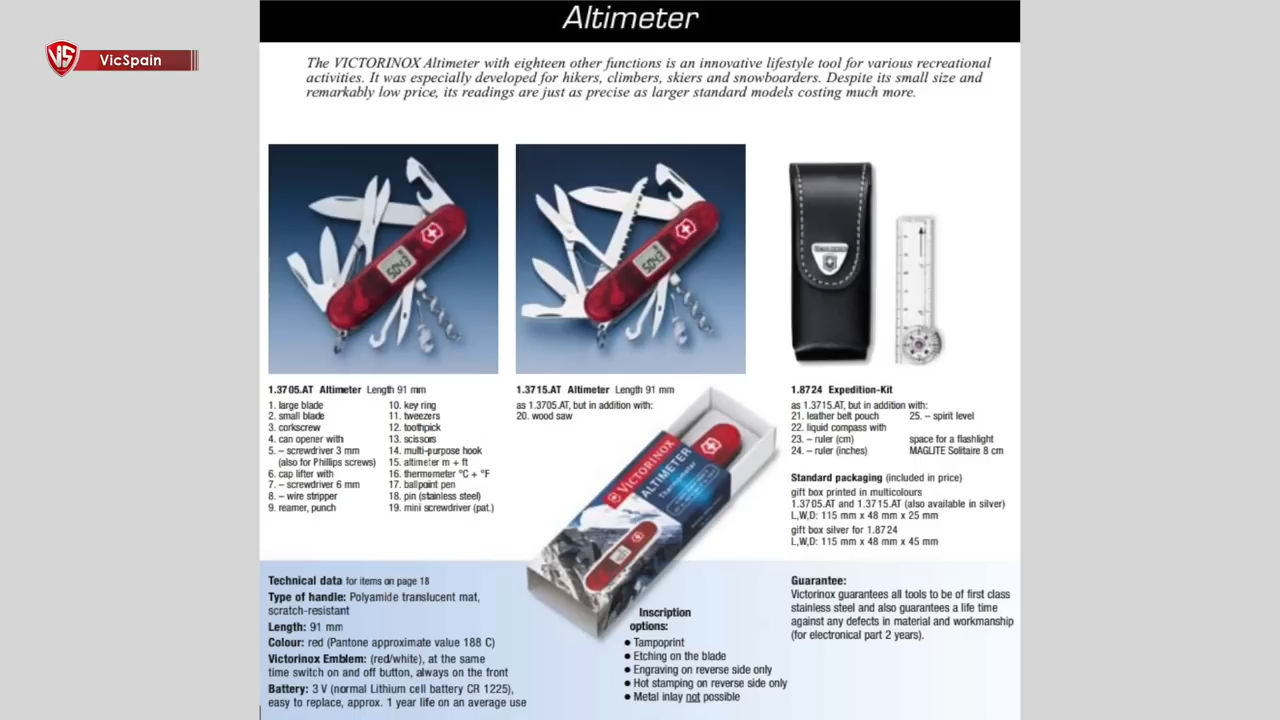 Altimeter
VS
VicSpain
The VICTORINOX Altimeter with eighteen other functions is an innovative lifestyle tool for various recreational
activities. It was especially developed for hikers, climbers, skiers and snowboarders. Despite its small size and
remarkably low price, its readings are just as precise as larger standard models costing much more.
5043
5043
1.3705.AT Altimeter Length 91 mm
1. large blade
2. small blade
3. corkscrew
4. can opener with
5. – screwdriver 3 mm
(also for Phillips screws)
6. cap lifter with
7. – screwdriver 6 mm
8. – wire stripper
9. reamer, punch
10. key ring
11. tweezers
12. toothpick
13. scissors
14. multi-purpose hook
15. altimeter m + ft
16. thermometer °C + °F
17. ballpoint pen
18. pin (stainless steel)
19. mini screwdriver (pat.)
1.3715.AT Altimeter Length 91 mm
as 1.3705.AT, but in addition with:
20. wood saw
VICTORINOX
ALTIMETER
1.8724 Expedition-Kit
as 1.3715.AT, but in addition with:
21. leather belt pouch
22. liquid compass with
23. – ruler (cm)
24. – ruler (inches)
25. – spirit level
space for a flashlight
MAGLITE Solitaire 8 cm
Standard packaging (included in price)
gift box printed in multicolours
1.3705.AT and 1.3715.AT (also available in silver)
L,W,D: 115 mm x 48 mm x 25 mm
gift box silver for 1.8724
L,W,D: 115 mm x 48 mm x 45 mm
Technical data for items on page 18
Type of handle: Polyamide translucent mat,
scratch-resistant
Length: 91 mm
Colour: red (Pantone approximate value 188 C)
Victorinox Emblem: (red/white), at the same
time switch on and off button, always on the front
Battery: 3 V (normal Lithium cell battery CR 1225),
easy to replace, approx. 1 year life on an average use
Inscription
options:
● Tampoprint
● Etching on the blade
● Engraving on reverse side only
● Hot stamping on reverse side only
● Metal inlay not possible
Guarantee:
Victorinox guarantees all tools to be of first class
stainless steel and also guarantees a life time
against any defects in material and workmanship
(for electronical part 2 years).